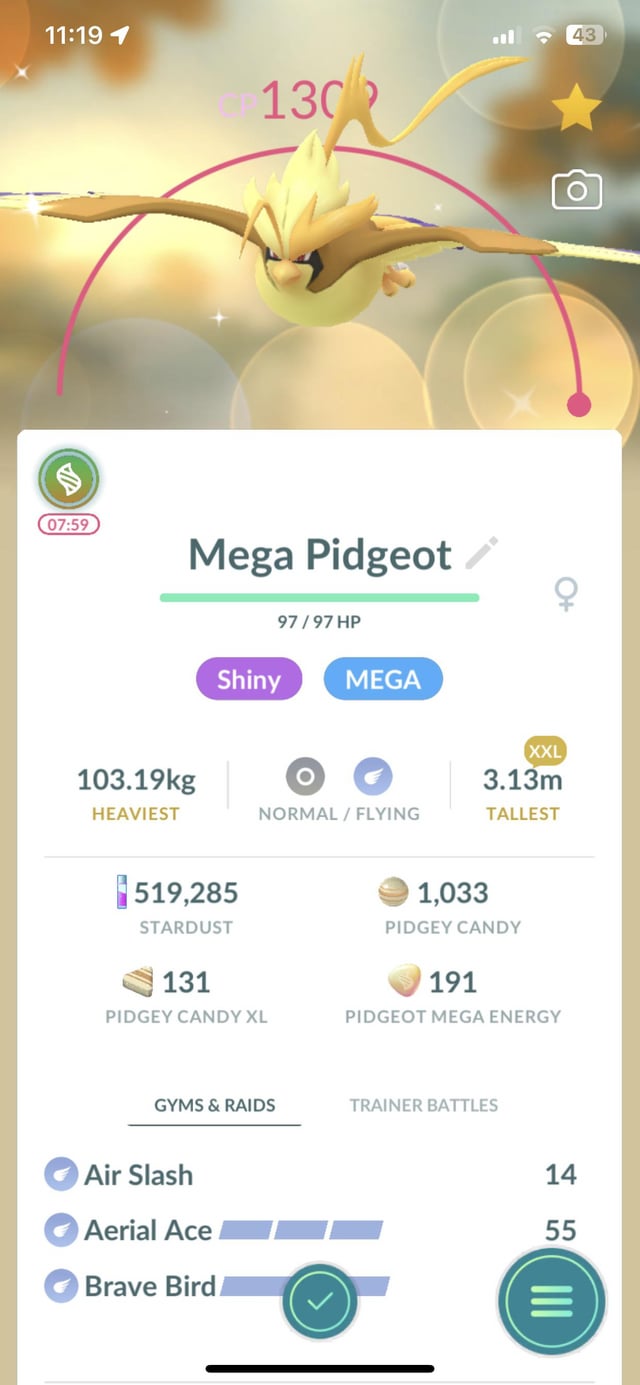 11:19
43
CP1309
07:59
Mega Pidgeot
97 / 97 HP
Shiny MEGA
XXL
103.19kg 3.13m
HEAVIEST NORMAL / FLYING TALLEST
519,285 1,033
STARDUST PIDGEY CANDY
131 191
PIDGEY CANDY XL PIDGEOT MEGA ENERGY
GYMS & RAIDS TRAINER BATTLES
Air Slash 14
Aerial Ace 55
Brave Bird